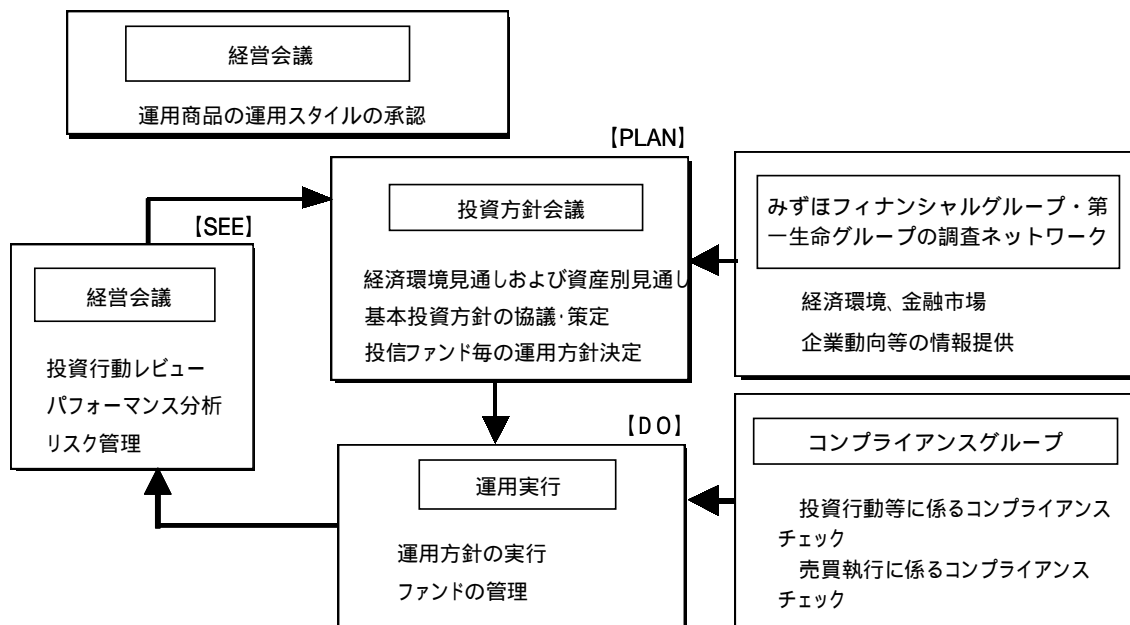 経営会議
運用商品の運用スタイルの承認
【PLAN】
投資方針会議
経済環境見通しおよび資産別見通し
基本投資方針の協議・策定
投信ファンド毎の運用方針決定
みずほフィナンシャルグループ・第
一生命グループの調査ネットワーク
経済環境、金融市場
企業動向等の情報提供
【SEE】
経営会議
投資行動レビュー
パフォーマンス分析
リスク管理
【DO】
運用実行
運用方針の実行
ファンドの管理
コンプライアンスグループ
投資行動等に係るコンプライアンス
チェック
売買執行に係るコンプライアンス
チェック